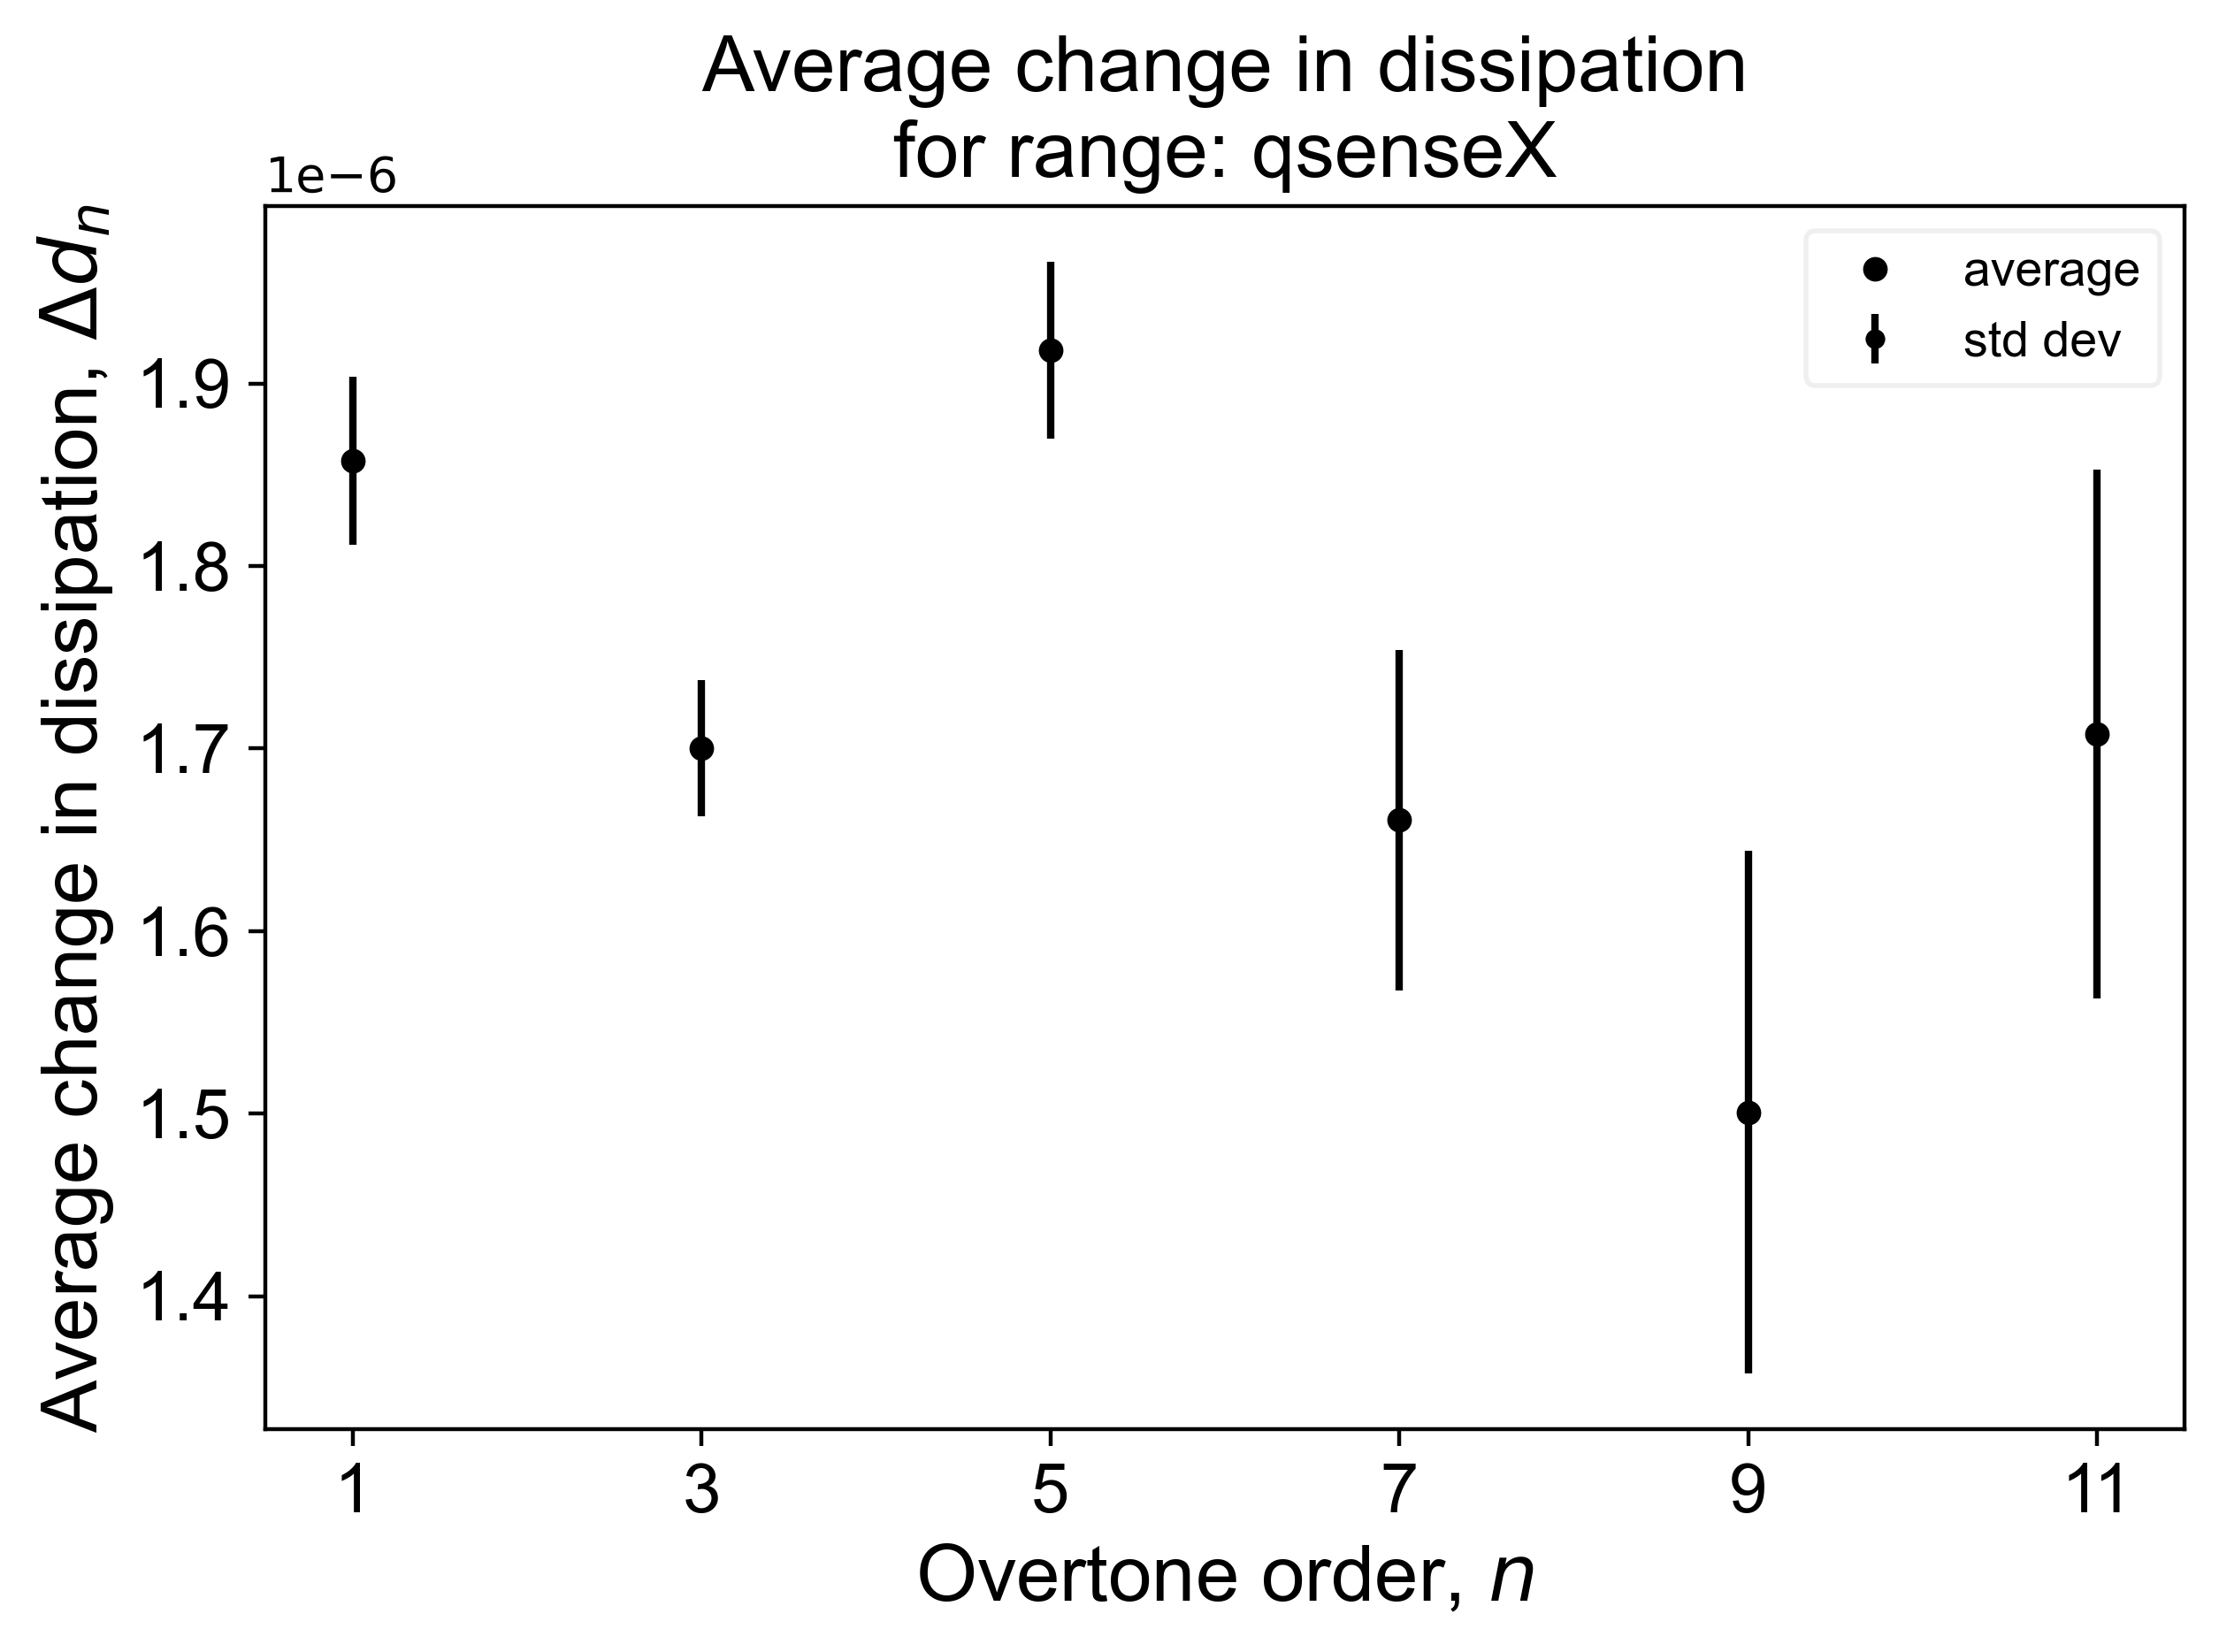 Average change in dissipation
for range: qsenseX
1e−6
Average change in dissipation, Δdₙ
average
std dev
1.9
1.8
1.7
1.6
1.5
1.4
1 3 5 7 9 11
Overtone order, n